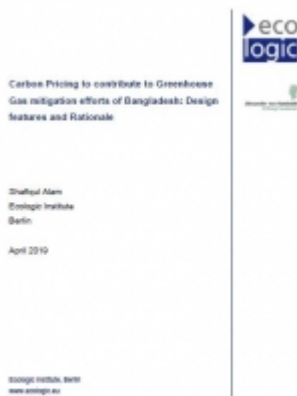 eco
logic
Carbon Pricing to contribute to Greenhouse
Gas mitigation efforts of Bangladesh: Design
features and Rationale
Shafiqul Alam
Ecologic Institute
Berlin
April 2019
Ecologic Institute, Berlin
www.ecologic.eu